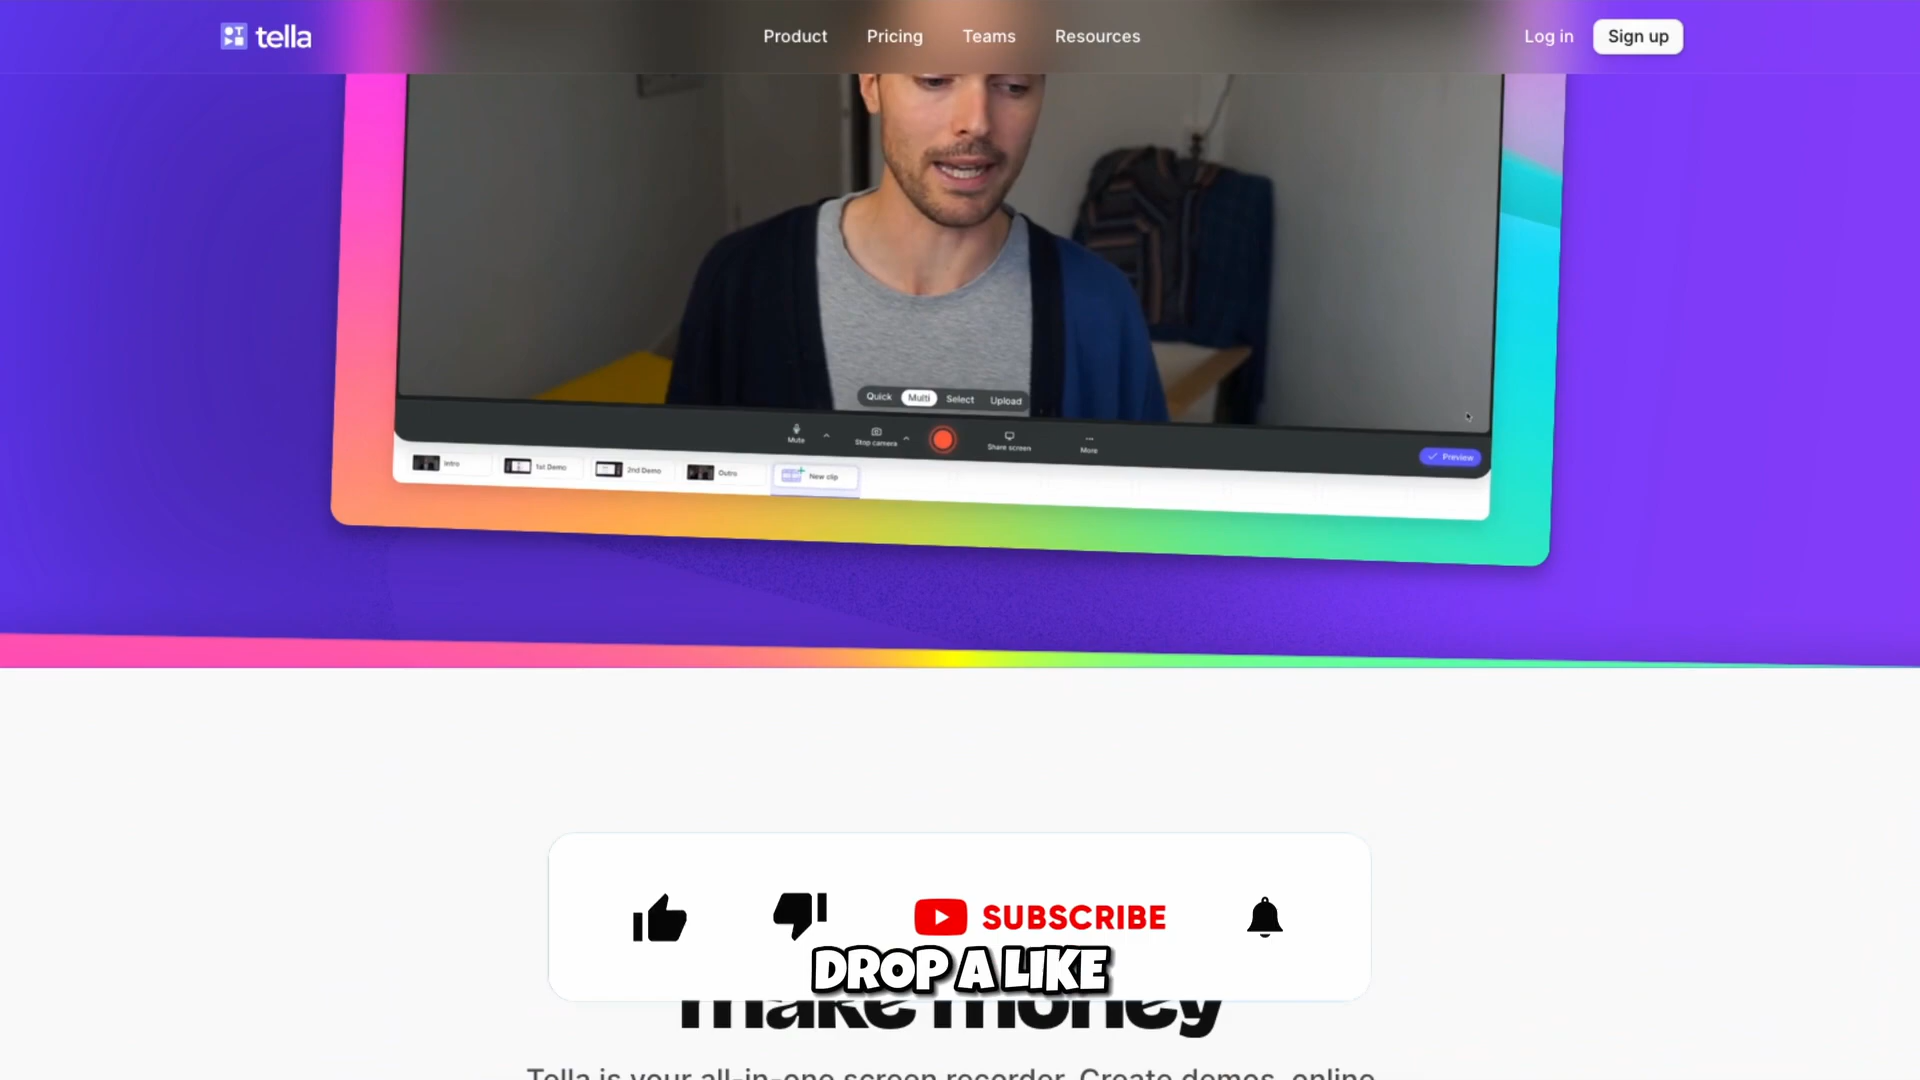 tella
Product Pricing Teams Resources
Log in Sign up
Quick Multi Select Upload
Mute Stop camera Share screen More
Preview
Intro 1st Demo 2nd Demo Outro New clip
SUBSCRIBE
DROP A LIKE
make money
Tella is your all-in-one screen recorder. Create demos, online